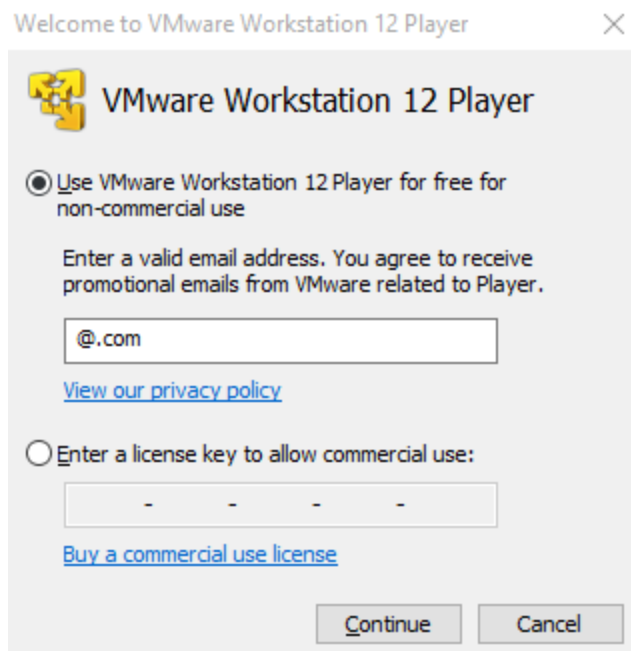 Welcome to VMware Workstation 12 Player
VMware Workstation 12 Player
Use VMware Workstation 12 Player for free for
non-commercial use
Enter a valid email address. You agree to receive
promotional emails from VMware related to Player.
@.com
View our privacy policy
Enter a license key to allow commercial use:
- - - -
Buy a commercial use license
Continue Cancel